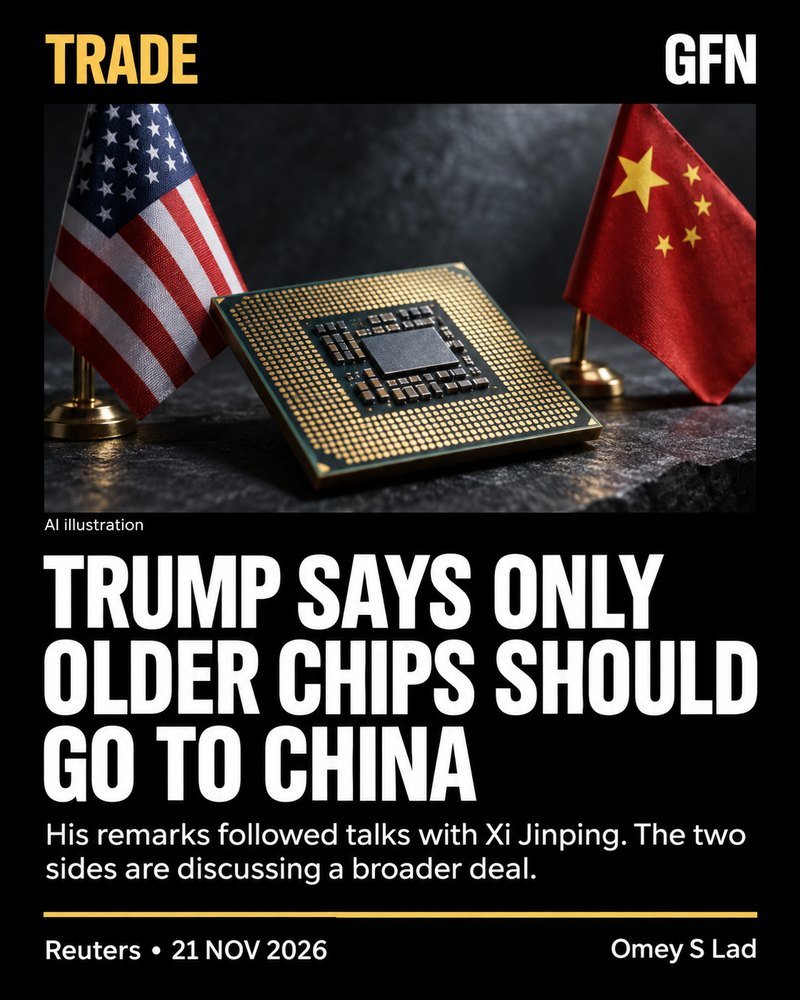 TRADE
GFN
AI illustration
TRUMP SAYS ONLY
OLDER CHIPS SHOULD
GO TO CHINA
His remarks followed talks with Xi Jinping. The two
sides are discussing a broader deal.
Reuters • 21 NOV 2026
Omey S Lad